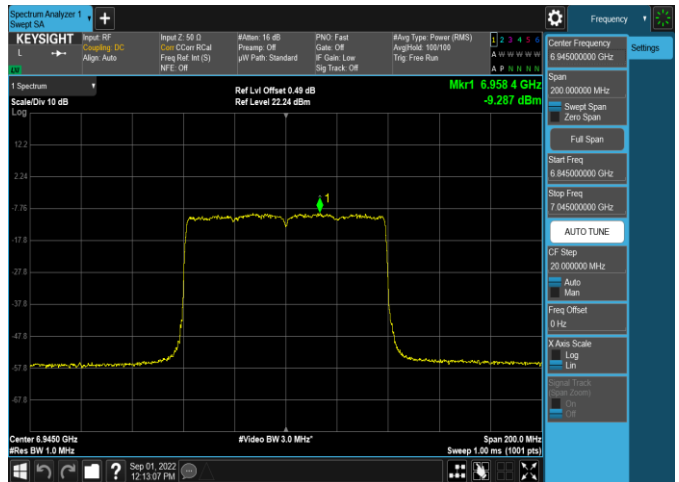 Spectrum Analyzer 1
Swept SA
+
Frequency
KEYSIGHT
L
LV
Input: RF
Coupling: DC
Align: Auto
Input Z: 50 Ω
Corr CCorr RCal
Freq Ref: Int (S)
NFE: Off
#Atten: 16 dB
Preamp: Off
µW Path: Standard
PNO: Fast
Gate: Off
IF Gain: Low
Sig Track: Off
#Avg Type: Power (RMS)
Avg|Hold: 100/100
Trig: Free Run
1 2 3 4 5 6
A W W W W W
A P N N N N
1 Spectrum
Scale/Div 10 dB
Log
Ref Lvl Offset 0.49 dB
Ref Level 22.24 dBm
Mkr1 6.958 4 GHz
-9.287 dBm
12.2
2.24
-7.76
-17.8
-27.8
-37.8
-47.8
-57.8
-67.8
1
Center 6.9450 GHz
#Res BW 1.0 MHz
#Video BW 3.0 MHz*
Span 200.0 MHz
Sweep 1.00 ms (1001 pts)
Center Frequency
6.945000000 GHz
Span
200.000000 MHz
Swept Span
Zero Span
Full Span
Start Freq
6.845000000 GHz
Stop Freq
7.045000000 GHz
AUTO TUNE
CF Step
20.000000 MHz
Auto
Man
Freq Offset
0 Hz
X Axis Scale
Log
Lin
Signal Track
(Span Zoom)
On
Off
Settings
?
Sep 01, 2022
12:13:07 PM